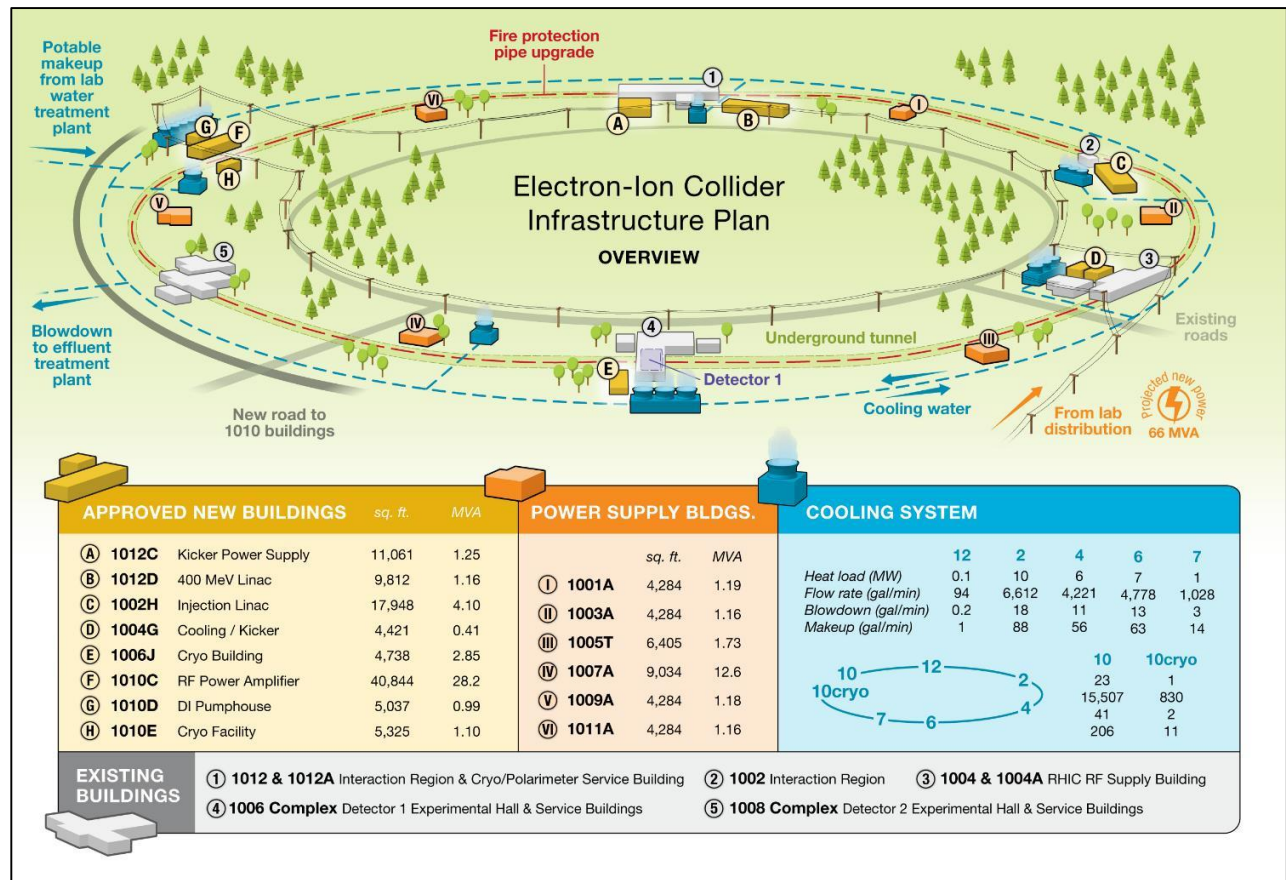 Potable
makeup
from lab
water
treatment
plant
Fire protection
pipe upgrade
1
VI
I
A
B
G
F
H
2
C
V
II
5
Electron-Ion Collider
Infrastructure Plan
OVERVIEW
D
3
Blowdown
to effluent
treatment
plant
IV
4
Underground tunnel
III
Existing
roads
E
Detector 1
New road to
1010 buildings
Cooling water
From lab
distribution
Projected new power
66 MVA
APPROVED NEW BUILDINGS sq. ft. MVA
A 1012C Kicker Power Supply 11,061 1.25
B 1012D 400 MeV Linac 9,812 1.16
C 1002H Injection Linac 17,948 4.10
D 1004G Cooling / Kicker 4,421 0.41
E 1006J Cryo Building 4,738 2.85
F 1010C RF Power Amplifier 40,844 28.2
G 1010D DI Pumphouse 5,037 0.99
H 1010E Cryo Facility 5,325 1.10
POWER SUPPLY BLDGS.
sq. ft. MVA
I 1001A 4,284 1.19
II 1003A 4,284 1.16
III 1005T 6,405 1.73
IV 1007A 9,034 12.6
V 1009A 4,284 1.18
VI 1011A 4,284 1.16
COOLING SYSTEM
12 2 4 6 7
Heat load (MW) 0.1 10 6 7 1
Flow rate (gal/min) 94 6,612 4,221 4,778 1,028
Blowdown (gal/min) 0.2 18 11 13 3
Makeup (gal/min) 1 88 56 63 14
10 12 2
10cryo 4
7 6
10 10cryo
23 1
15,507 830
41 2
206 11
EXISTING
BUILDINGS
1 1012 & 1012A Interaction Region & Cryo/Polarimeter Service Building 2 1002 Interaction Region 3 1004 & 1004A RHIC RF Supply Building
4 1006 Complex Detector 1 Experimental Hall & Service Buildings 5 1008 Complex Detector 2 Experimental Hall & Service Buildings